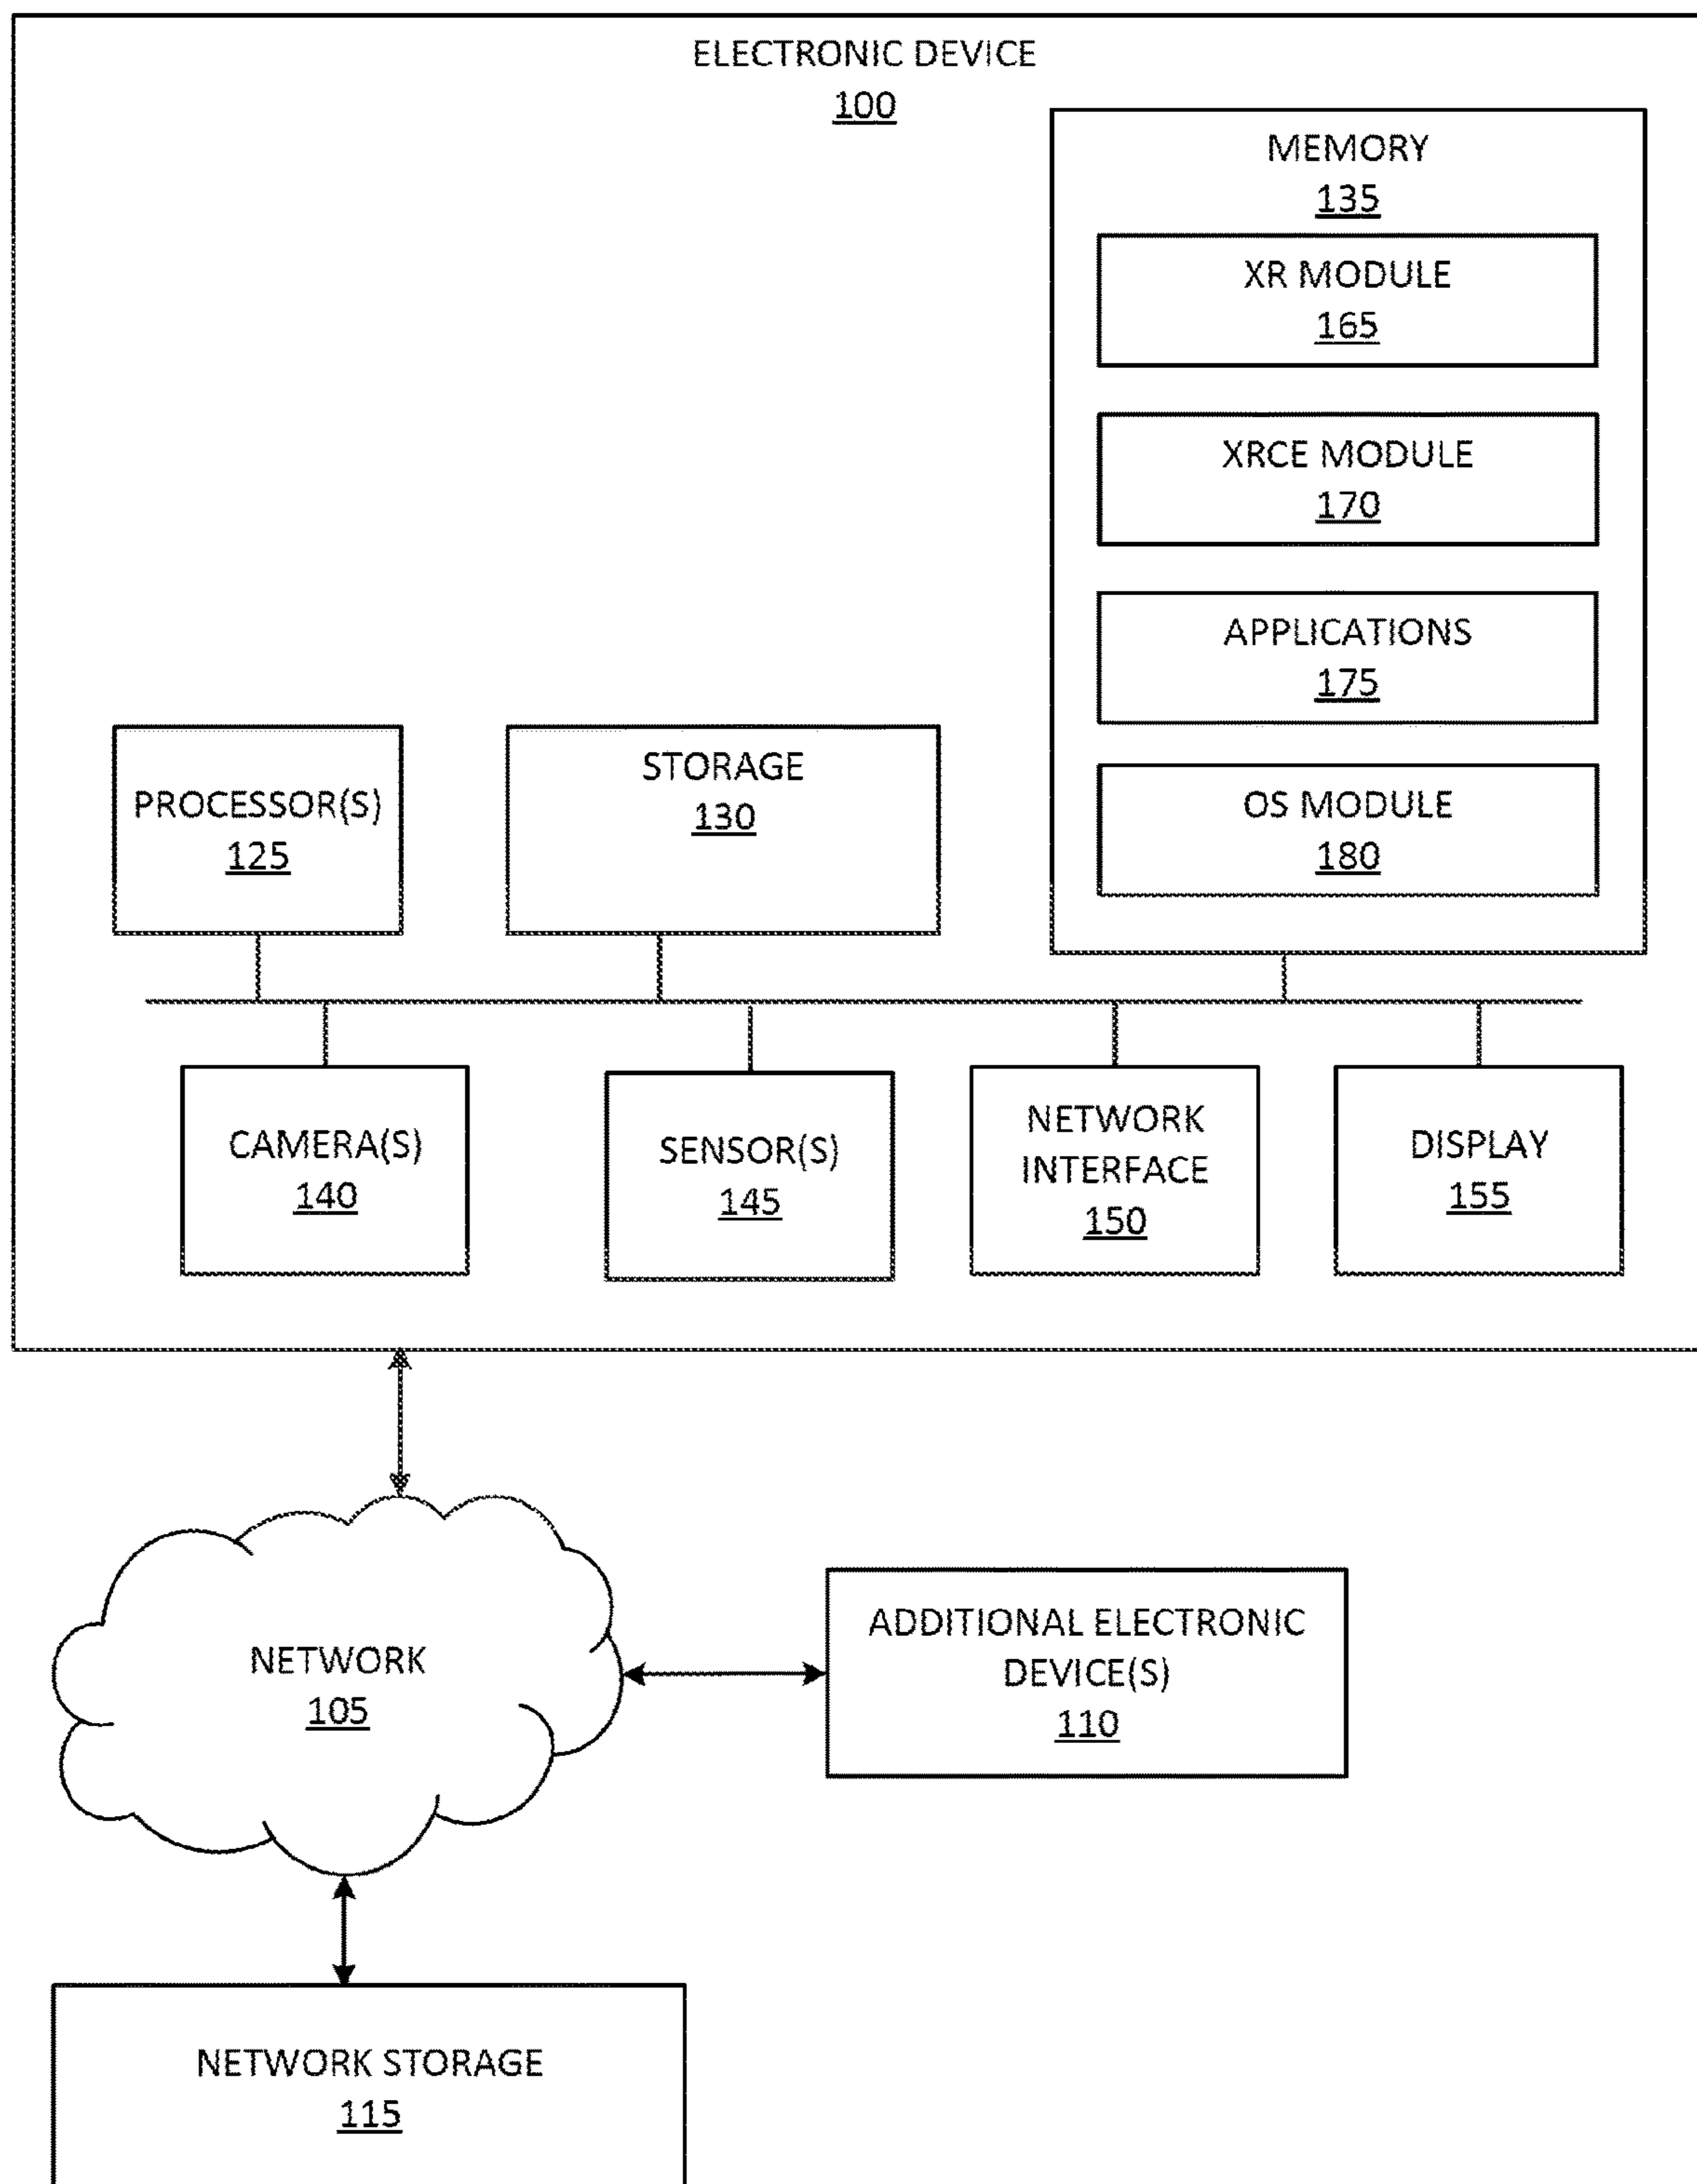 ELECTRONIC DEVICE
100
MEMORY
135
XR MODULE
165
XRCE MODULE
170
APPLICATIONS
175
OS MODULE
180
PROCESSOR(S)
125
STORAGE
130
CAMERA(S)
140
SENSOR(S)
145
NETWORK
INTERFACE
150
DISPLAY
155
NETWORK
105
ADDITIONAL ELECTRONIC
DEVICE(S)
110
NETWORK STORAGE
115